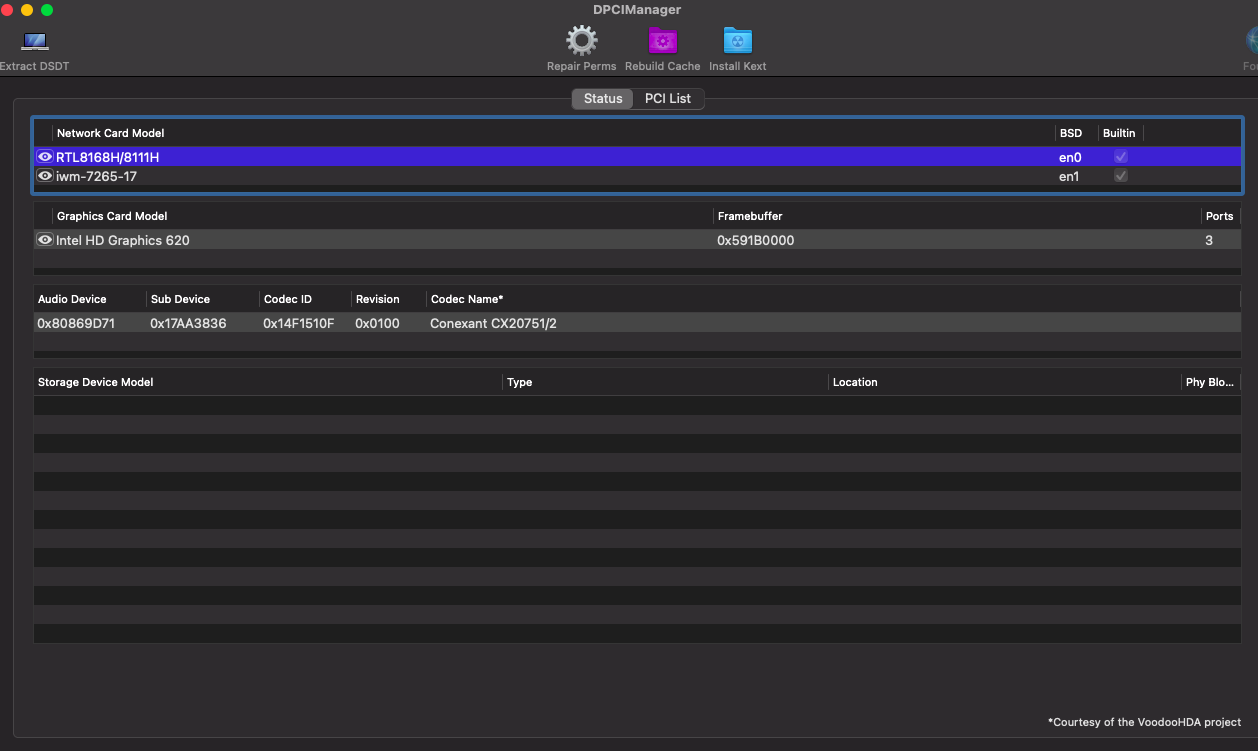 DPCIManager
Extract DSDT
Repair Perms
Rebuild Cache
Install Kext
Status PCI List
Network Card Model BSD Builtin
RTL8168H/8111H en0
iwm-7265-17 en1
Graphics Card Model Framebuffer Ports
Intel HD Graphics 620 0x591B0000 3
Audio Device Sub Device Codec ID Revision Codec Name*
0x80869D71 0x17AA3836 0x14F1510F 0x0100 Conexant CX20751/2
Storage Device Model Type Location Phy Blo...
*Courtesy of the VoodooHDA project